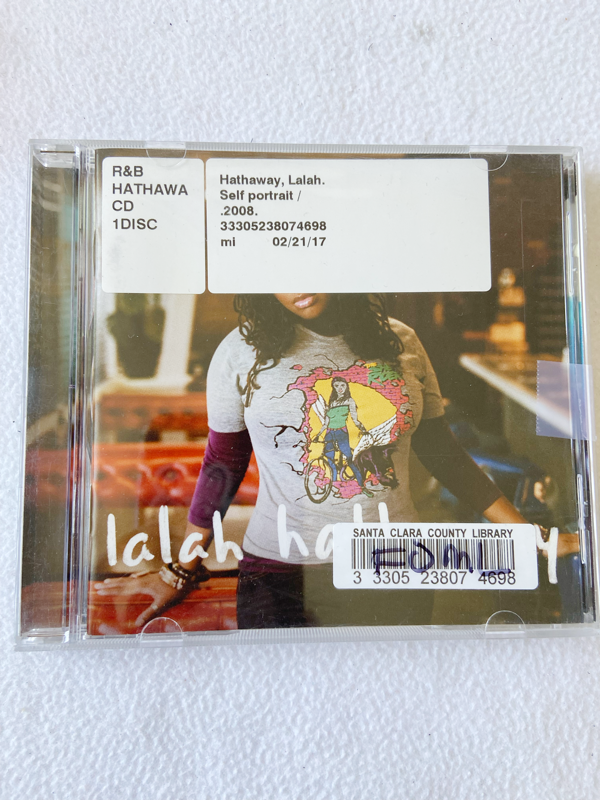 R&B
HATHAWA
CD
1DISC
Hathaway, Lalah.
Self portrait /
.2008.
33305238074698
mi 02/21/17
lalah
SANTA CLARA COUNTY LIBRARY
FOML
3 3305 23807 4698